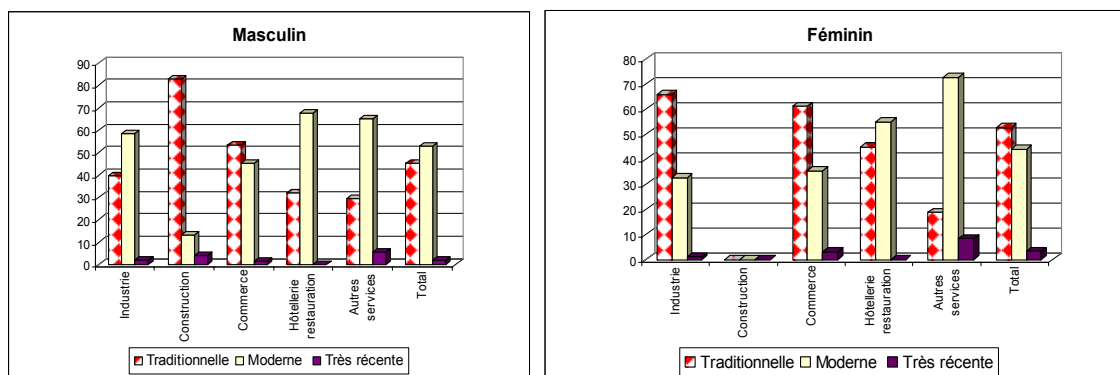 Masculin
90
80
70
60
50
40
30
20
10
0
Industrie
Construction
Commerce
Hôtellerie
restauration
Autres
services
Total
Traditionnelle Moderne Très récente
Féminin
80
70
60
50
40
30
20
10
0
Industrie
Construction
Commerce
Hôtellerie
restauration
Autres
services
Total
Traditionnelle Moderne Très récente